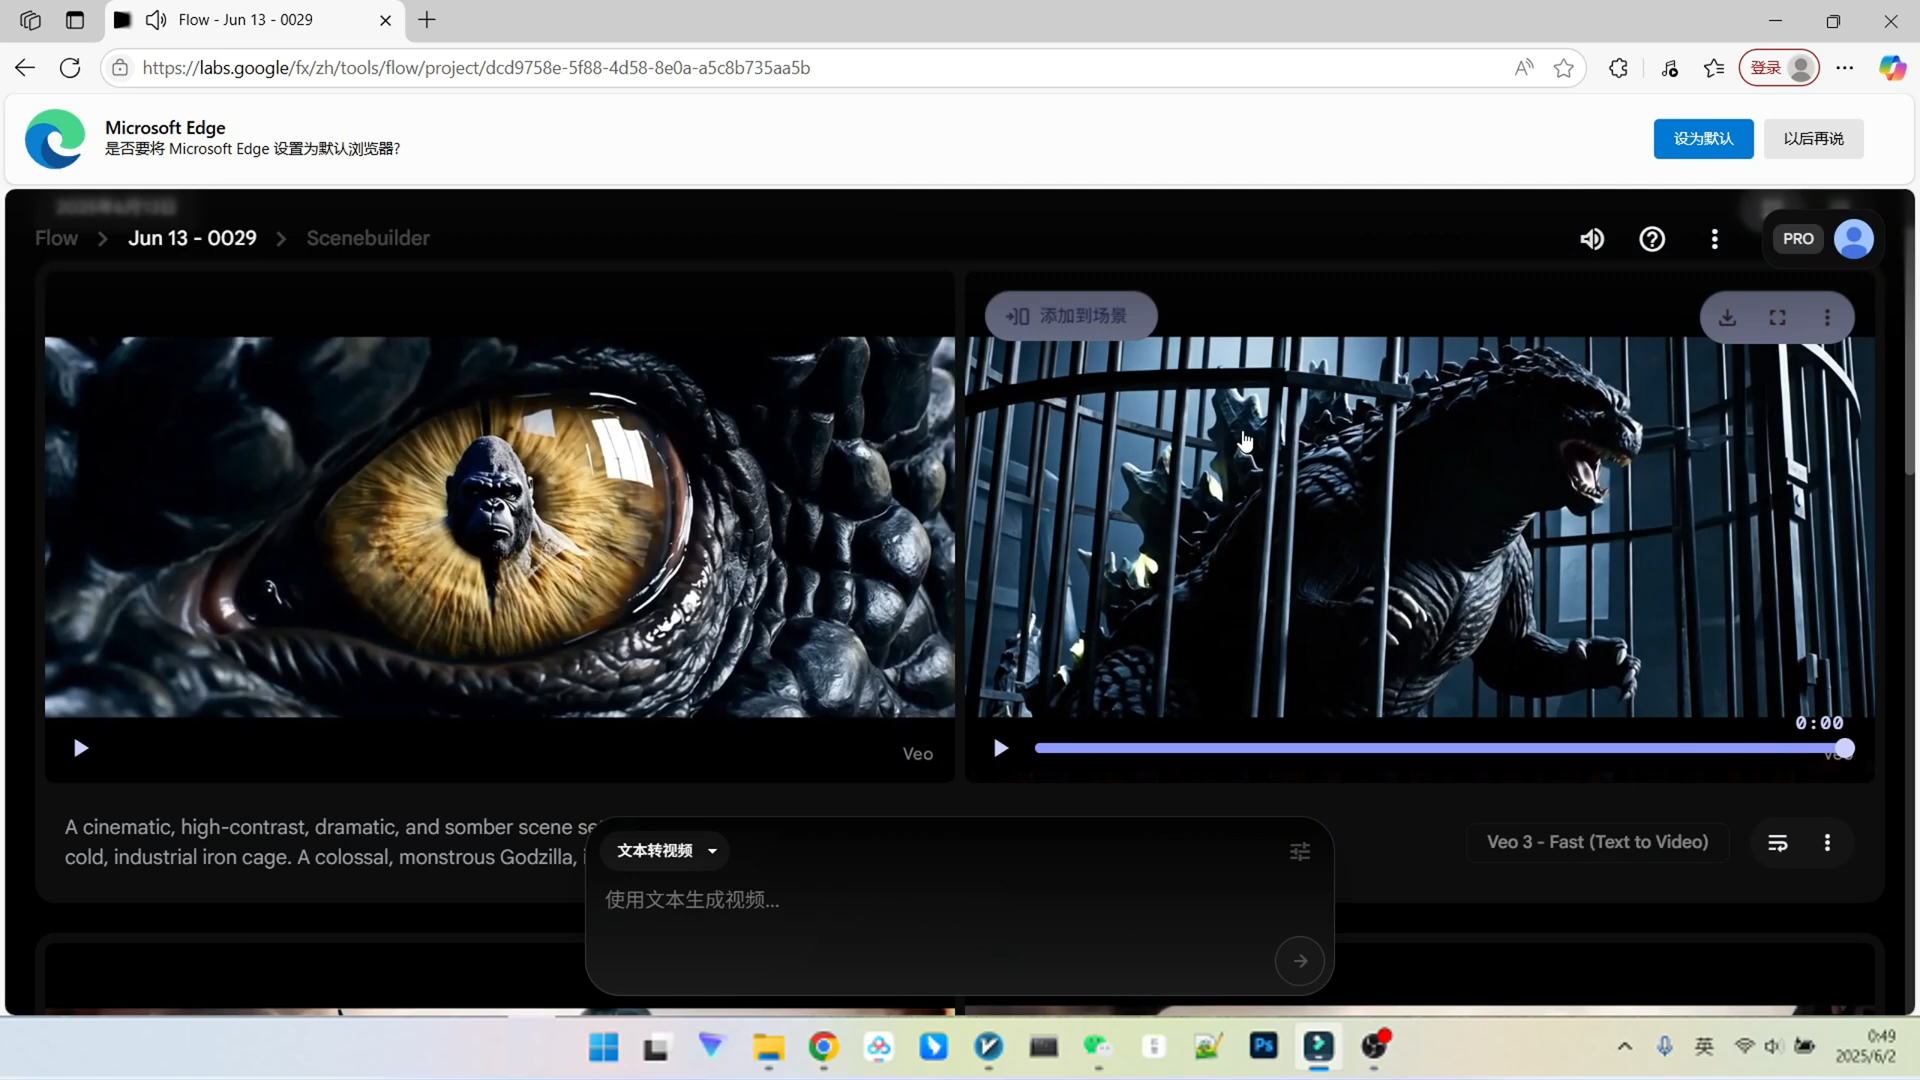 Flow - Jun 13 - 0029
https://labs.google/fx/zh/tools/flow/project/dcd9758e-5f88-4d58-8e0a-a5c8b735aa5b
登录
Microsoft Edge
是否要将 Microsoft Edge 设置为默认浏览器?
设为默认
以后再说
Flow > Jun 13 - 0029 > Scenebuilder
PRO
添加到场景
0:00
Veo
A cinematic, high-contrast, dramatic, and somber scene se
cold, industrial iron cage. A colossal, monstrous Godzilla,
Veo 3 - Fast (Text to Video)
文本转视频
使用文本生成视频...
Ps
英
0:49
2025/6/2